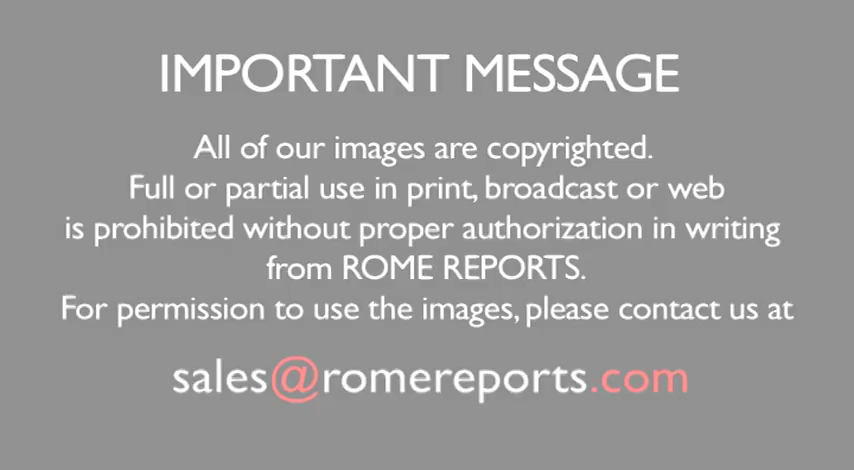 IMPORTANT MESSAGE
All of our images are copyrighted.
Full or partial use in print, broadcast or web
is prohibited without proper authorization in writing
from ROME REPORTS.
For permission to use the images, please contact us at
sales@romereports.com